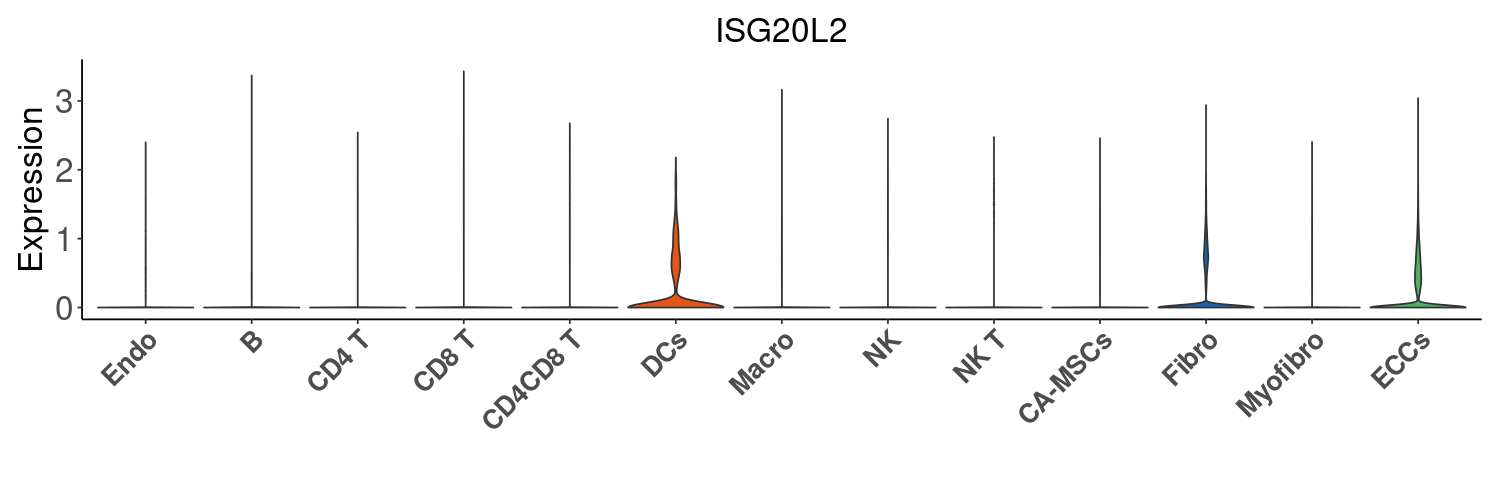 ISG20L2
Expression
3
2
1
0
Endo
B
CD4 T
CD8 T
CD4CD8 T
DCs
Macro
NK
NK T
CA-MSCs
Fibro
Myofibro
ECCs